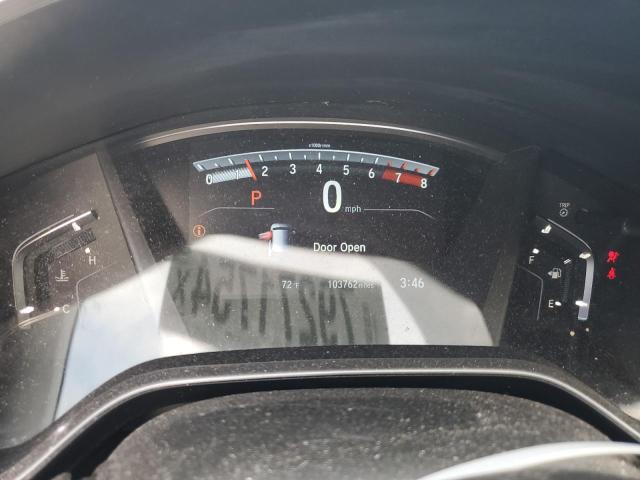 x1000r/min
0 1 2 3 4 5 6 7 8
P
0 mph
TRIP
H
F
Door Open
C
E
72 F
103762 miles
3:46